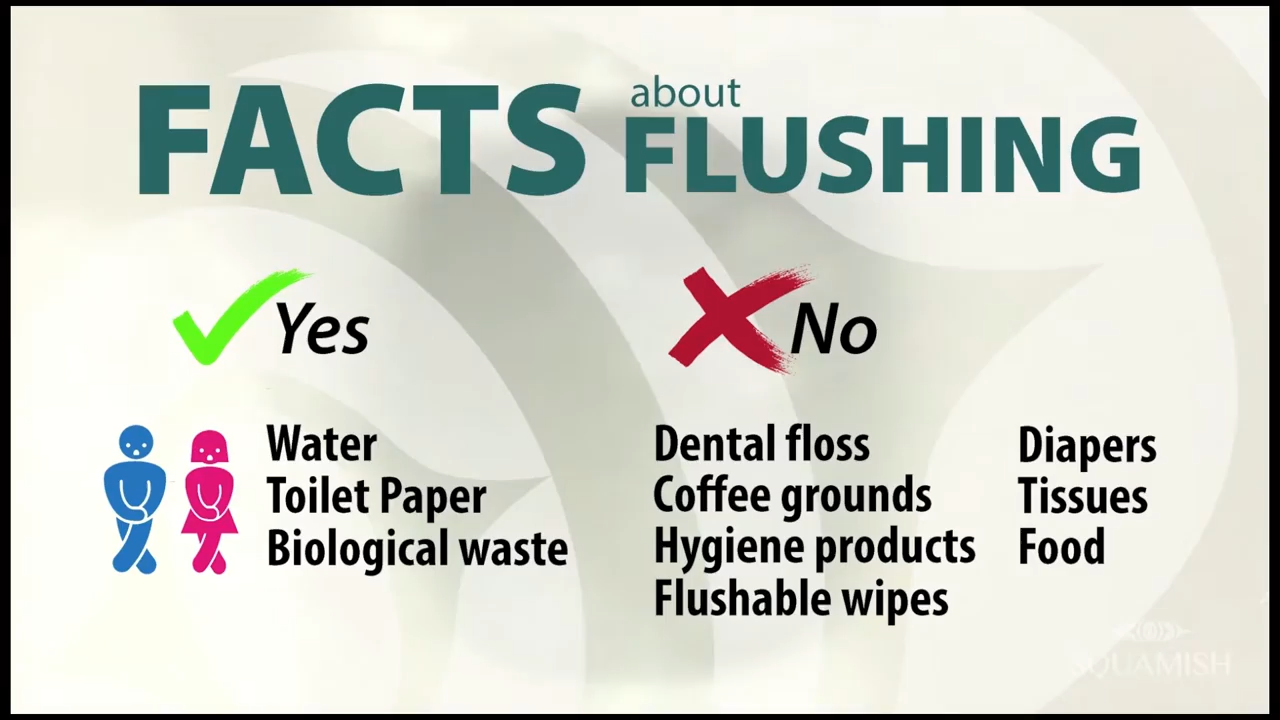 FACTS about FLUSHING
Yes
No
Water
Toilet Paper
Biological waste
Dental floss
Coffee grounds
Hygiene products
Flushable wipes
Diapers
Tissues
Food
SQUAMISH